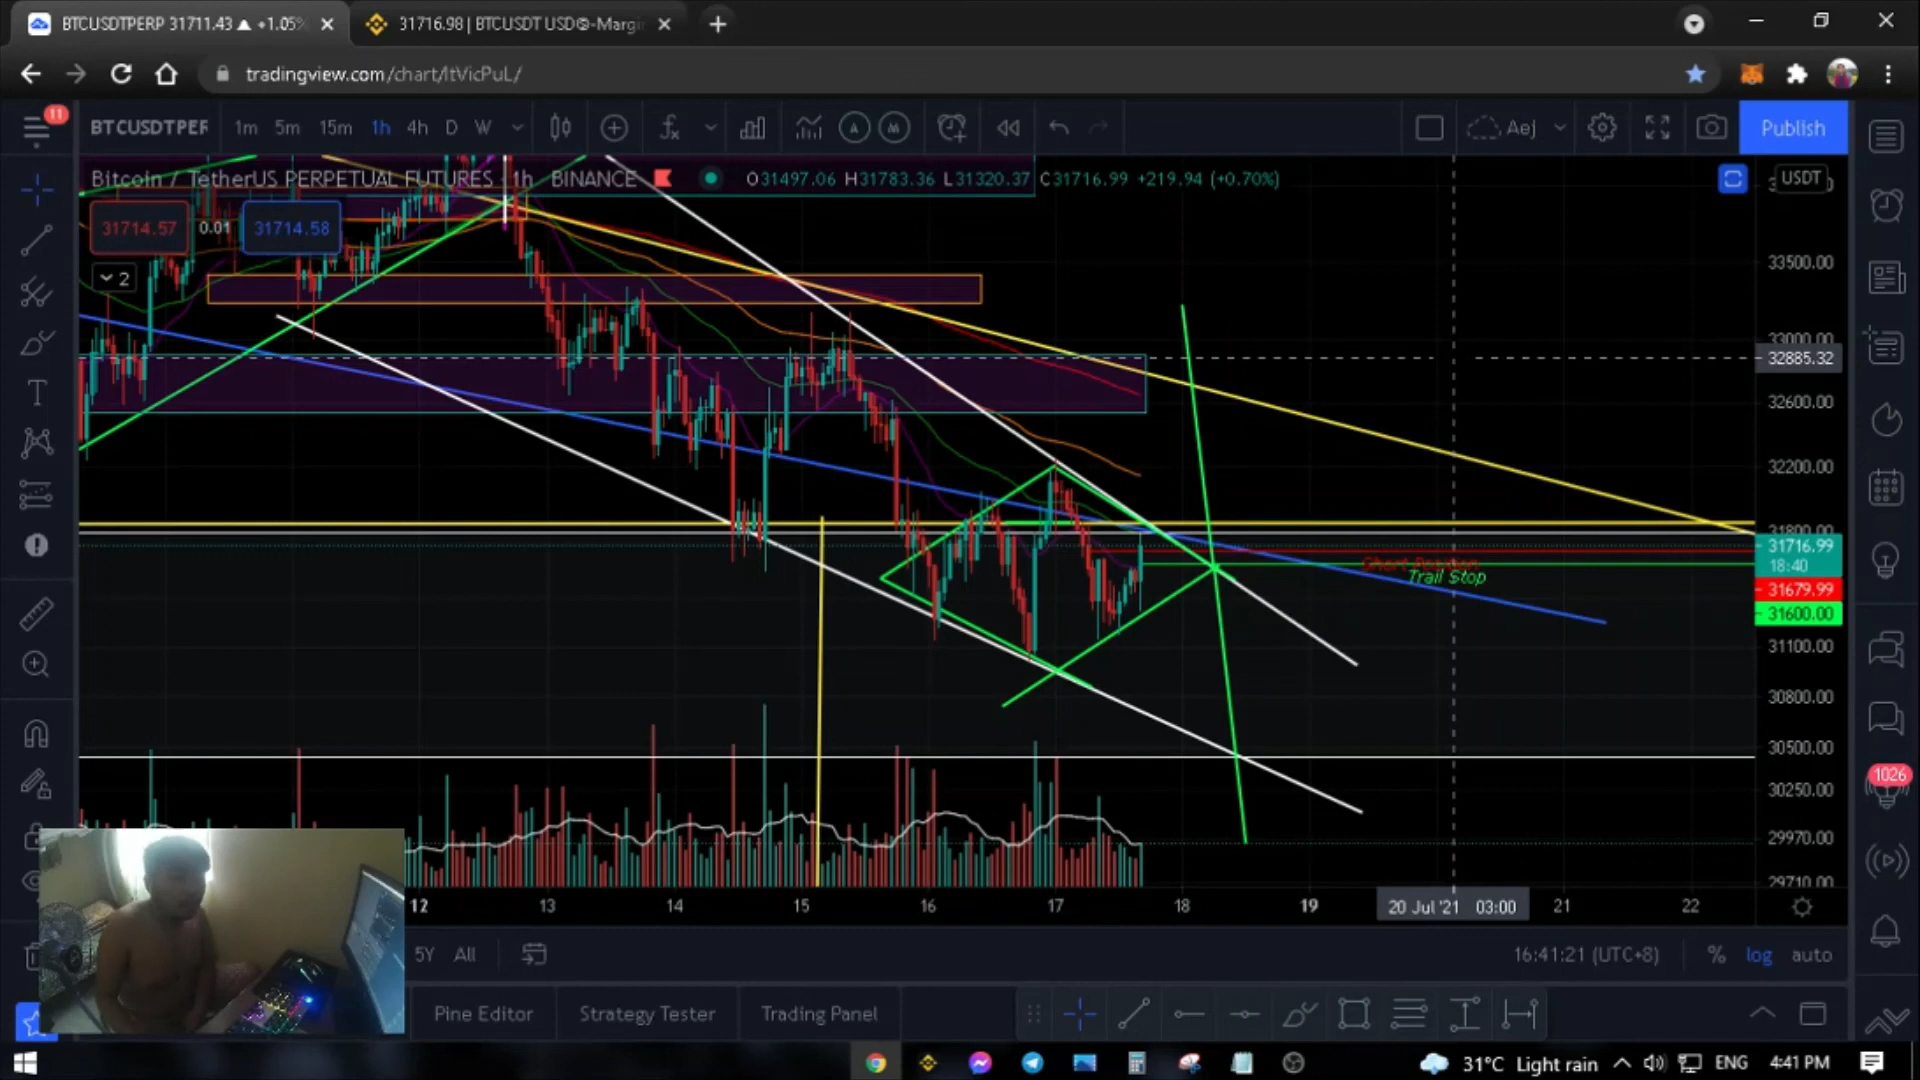 BTCUSDTPERP 31711.43 ▲ +1.05%
31716.98 | BTCUSDT USD©-Margi
tradingview.com/chart/ItVicPuL/
11
BTCUSDTPER
1m 5m 15m 1h 4h D W
A
M
Aej
Publish
Bitcoin / TetherUS PERPETUAL FUTURES · 1h BINANCE
O31497.06 H31783.36 L31320.37 C31716.99 +219.94 (+0.70%)
USDT
31714.57
0.01
31714.58
2
33500.00
33000.00
32885.32
32600.00
32200.00
31800.00
31716.99
18:40
Short Position
Trail Stop
31679.99
31600.00
31100.00
30800.00
30500.00
30250.00
29970.00
29710.00
1026
12 13 14 15 16 17 18 19 20 Jul '21 03:00 21 22
5Y All
16:41:21 (UTC+8)
% log auto
Pine Editor
Strategy Tester
Trading Panel
31°C Light rain
ENG
4:41 PM